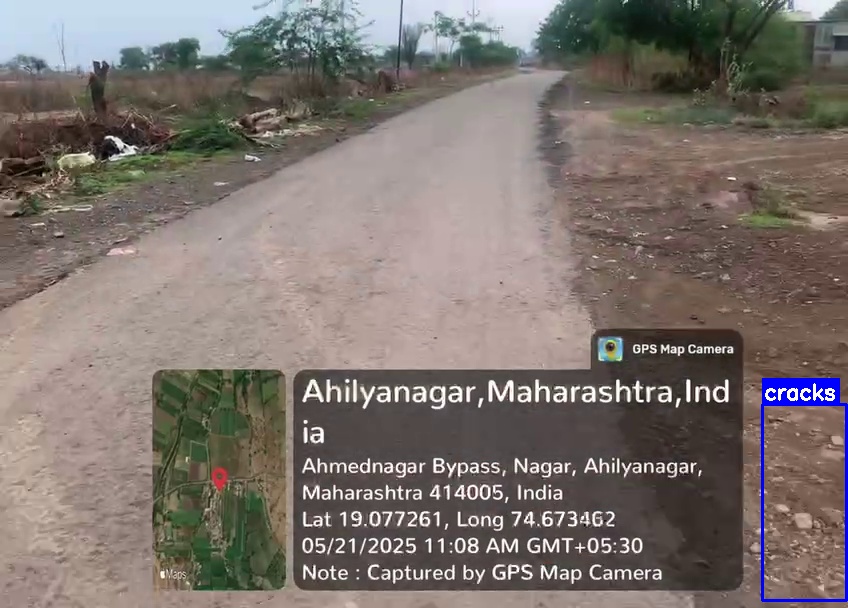 GPS Map Camera
cracks
Ahilyanagar,Maharashtra,Ind
ia
Ahmednagar Bypass, Nagar, Ahilyanagar,
Maharashtra 414005, India
Lat 19.077261, Long 74.673462
05/21/2025 11:08 AM GMT+05:30
Note : Captured by GPS Map Camera
Maps